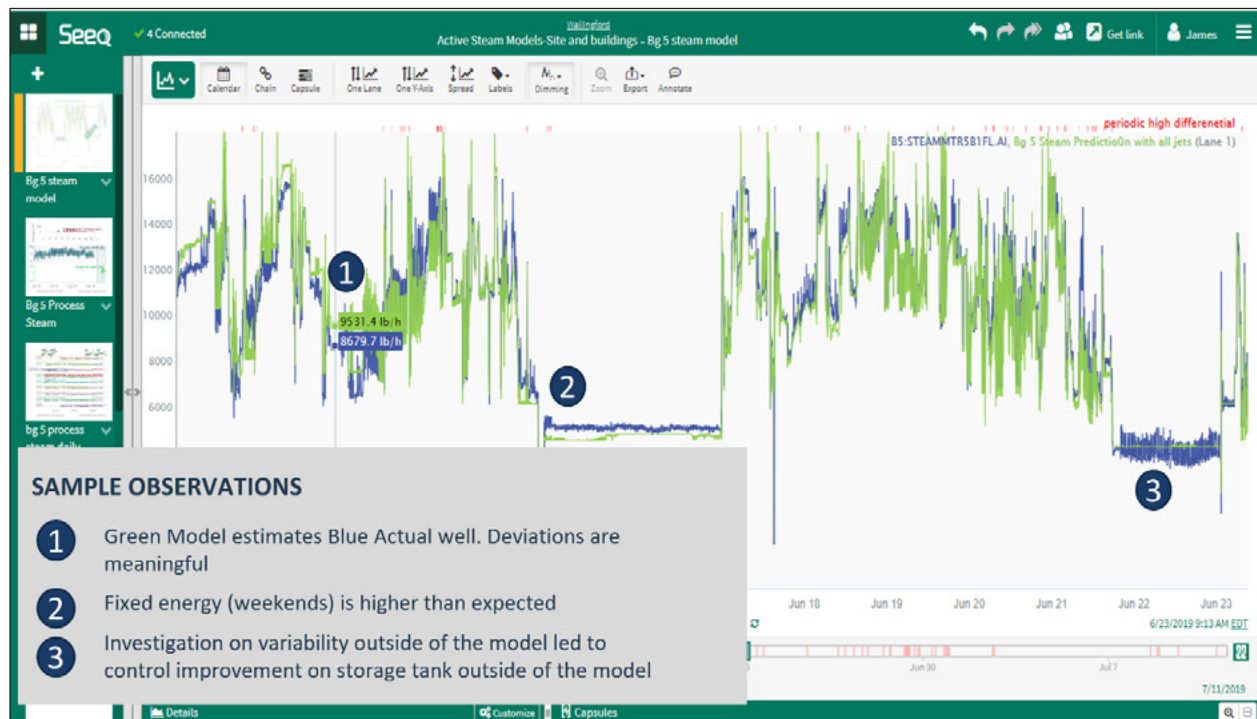 Seeq
4 Connected
Wallingford
Active Steam Models-Site and buildings - Bg 5 steam model
Get link
James
Calendar
Chain
Capsule
One Lane
One Y-Axis
Spread
Labels
Dimming
Zoom
Export
Annotate
periodic high differenetial
B5:STEAMMTR5B1FL.AI, Bg 5 Steam Predictio0n with all jets (Lane 1)
Bg 5 steam
model
Bg 5 Process
Steam
bg 5 process
steam daily
16000
14000
12000
10000
8000
6000
1
9531.4 lb/h
8679.7 lb/h
2
3
SAMPLE OBSERVATIONS
1 Green Model estimates Blue Actual well. Deviations are
meaningful
2 Fixed energy (weekends) is higher than expected
3 Investigation on variability outside of the model led to
control improvement on storage tank outside of the model
Jun 18 Jun 19 Jun 20 Jun 21 Jun 22 Jun 23
6/23/2019 9:13 AM EDT
Jun 30 Jul 7
7/11/2019
Details
Customize
Capsules